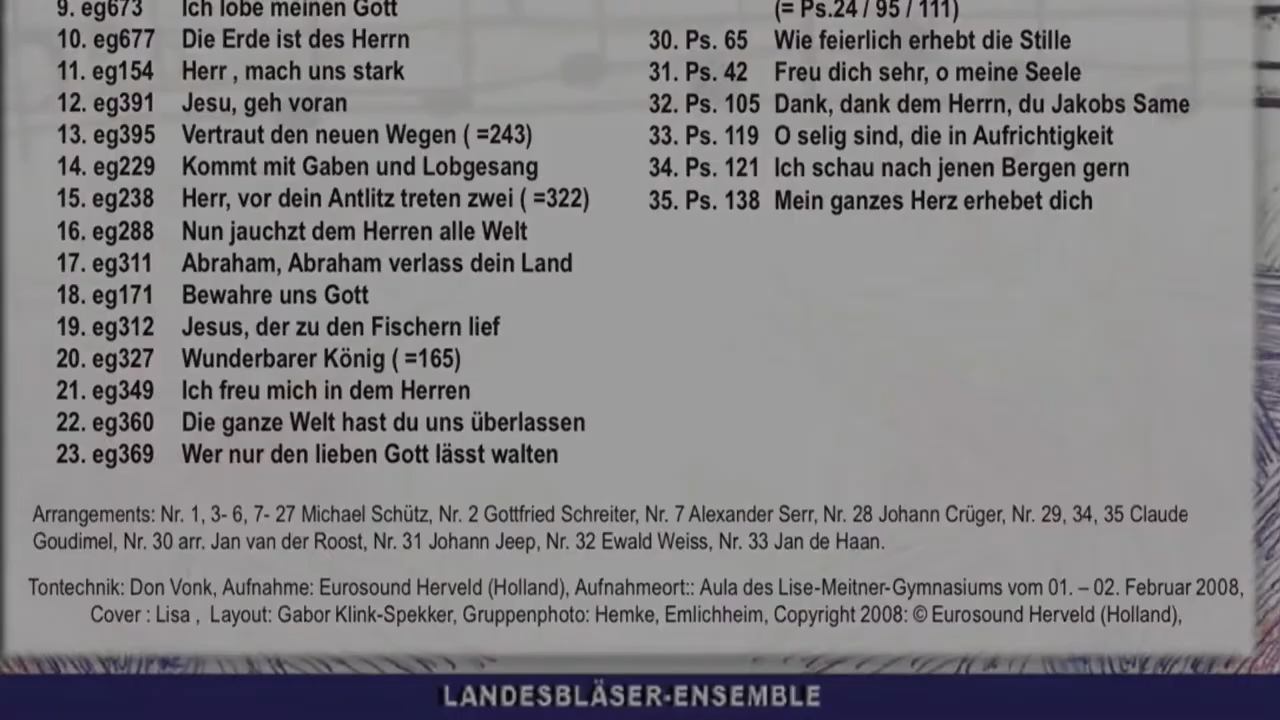 9. eg673 Ich lobe meinen Gott
10. eg677 Die Erde ist des Herrn
11. eg154 Herr , mach uns stark
12. eg391 Jesu, geh voran
13. eg395 Vertraut den neuen Wegen ( =243)
14. eg229 Kommt mit Gaben und Lobgesang
15. eg238 Herr, vor dein Antlitz treten zwei ( =322)
16. eg288 Nun jauchzt dem Herren alle Welt
17. eg311 Abraham, Abraham verlass dein Land
18. eg171 Bewahre uns Gott
19. eg312 Jesus, der zu den Fischern lief
20. eg327 Wunderbarer König ( =165)
21. eg349 Ich freu mich in dem Herren
22. eg360 Die ganze Welt hast du uns überlassen
23. eg369 Wer nur den lieben Gott lässt walten
(= Ps.24 / 95 / 111)
30. Ps. 65 Wie feierlich erhebt die Stille
31. Ps. 42 Freu dich sehr, o meine Seele
32. Ps. 105 Dank, dank dem Herrn, du Jakobs Same
33. Ps. 119 O selig sind, die in Aufrichtigkeit
34. Ps. 121 Ich schau nach jenen Bergen gern
35. Ps. 138 Mein ganzes Herz erhebet dich
Arrangements: Nr. 1, 3- 6, 7- 27 Michael Schütz, Nr. 2 Gottfried Schreiter, Nr. 7 Alexander Serr, Nr. 28 Johann Crüger, Nr. 29, 34, 35 Claude
Goudimel, Nr. 30 arr. Jan van der Roost, Nr. 31 Johann Jeep, Nr. 32 Ewald Weiss, Nr. 33 Jan de Haan.
Tontechnik: Don Vonk, Aufnahme: Eurosound Herveld (Holland), Aufnahmeort:: Aula des Lise-Meitner-Gymnasiums vom 01. – 02. Februar 2008,
Cover : Lisa , Layout: Gabor Klink-Spekker, Gruppenphoto: Hemke, Emlichheim, Copyright 2008: © Eurosound Herveld (Holland),
LANDESBLÄSER-ENSEMBLE